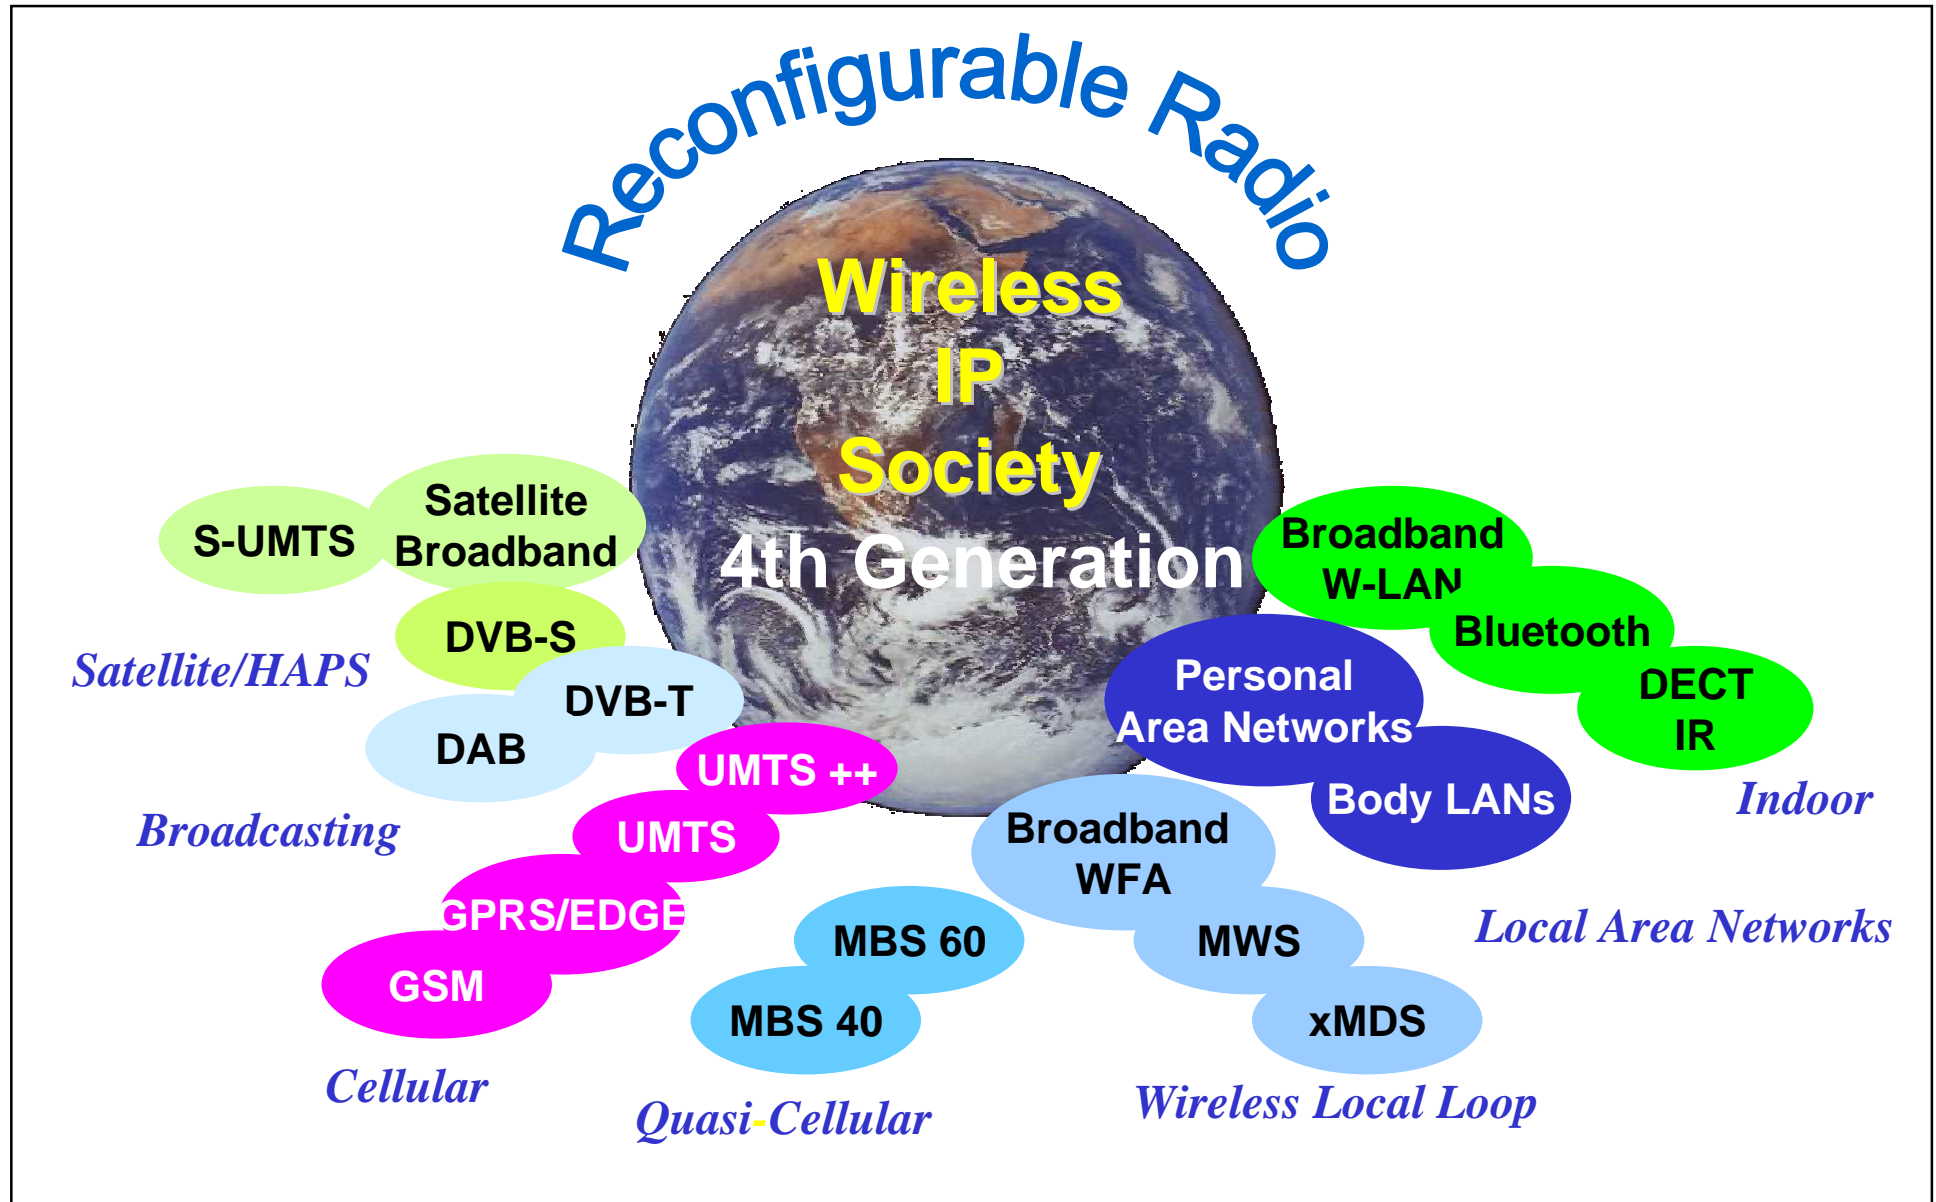 Reconfigurable Radio
Wireless
IP
Society
4th Generation
S-UMTS
Satellite
Broadband
DVB-S
Satellite/HAPS
DVB-T
DAB
Broadcasting
UMTS ++
UMTS
GPRS/EDGE
GSM
Cellular
MBS 60
MBS 40
Quasi-Cellular
Broadband
WFA
MWS
xMDS
Wireless Local Loop
Personal
Area Networks
Body LANs
Local Area Networks
Broadband
W-LAN
Bluetooth
DECT
IR
Indoor